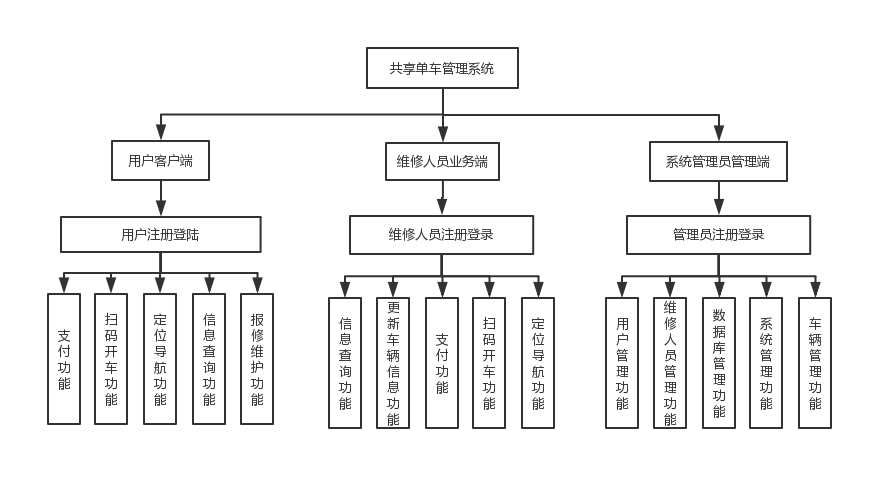 共享单车管理系统
用户客户端
维修人员业务端
系统管理员管理端
用户注册登陆
维修人员注册登录
管理员注册登录
支付功能
扫码开车功能
定位导航功能
信息查询功能
报修维护功能
信息查询功能
更新车辆信息功能
支付功能
扫码开车功能
定位导航功能
用户管理功能
维修人员管理功能
数据库管理功能
系统管理功能
车辆管理功能